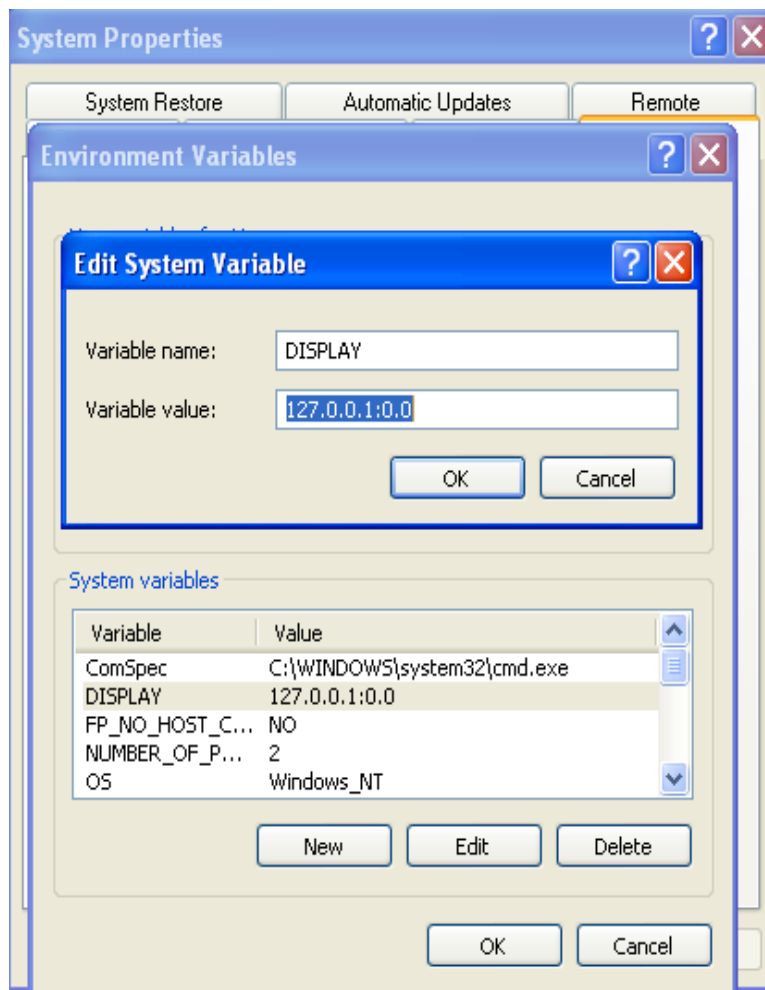 System Properties
System Restore Automatic Updates Remote
Environment Variables
Edit System Variable
Variable name: DISPLAY
Variable value: 127.0.0.1:0.0
OK Cancel
System variables
Variable Value
ComSpec C:\WINDOWS\system32\cmd.exe
DISPLAY 127.0.0.1:0.0
FP_NO_HOST_C... NO
NUMBER_OF_P... 2
OS Windows_NT
New Edit Delete
OK Cancel